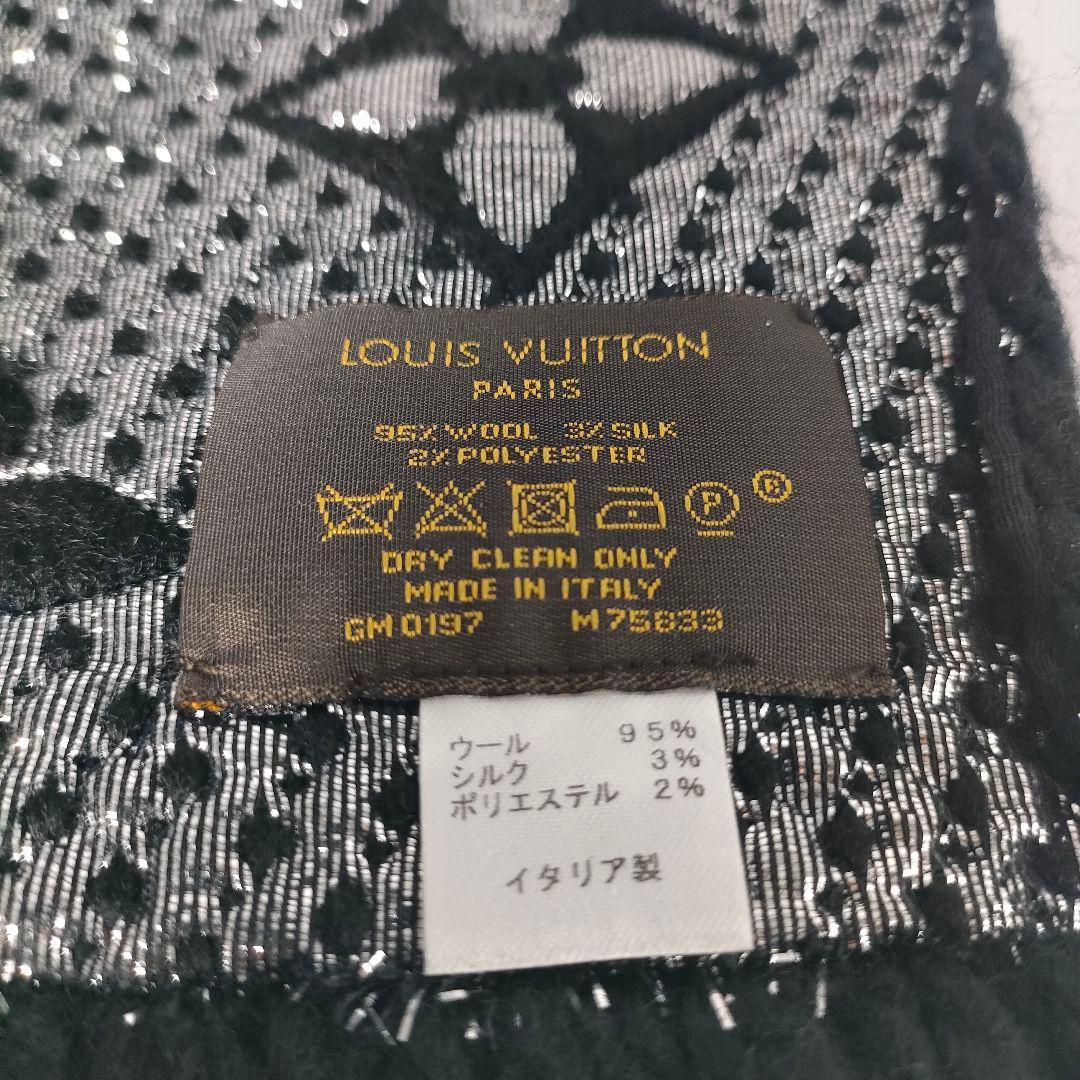 LOUIS VUITTON
PARIS
95% WOOL 3% SILK
2% POLYESTER
P ®
DRY CLEAN ONLY
MADE IN ITALY
GM0197 M75833
ウール 95%
シルク 3%
ポリエステル 2%
イタリア製